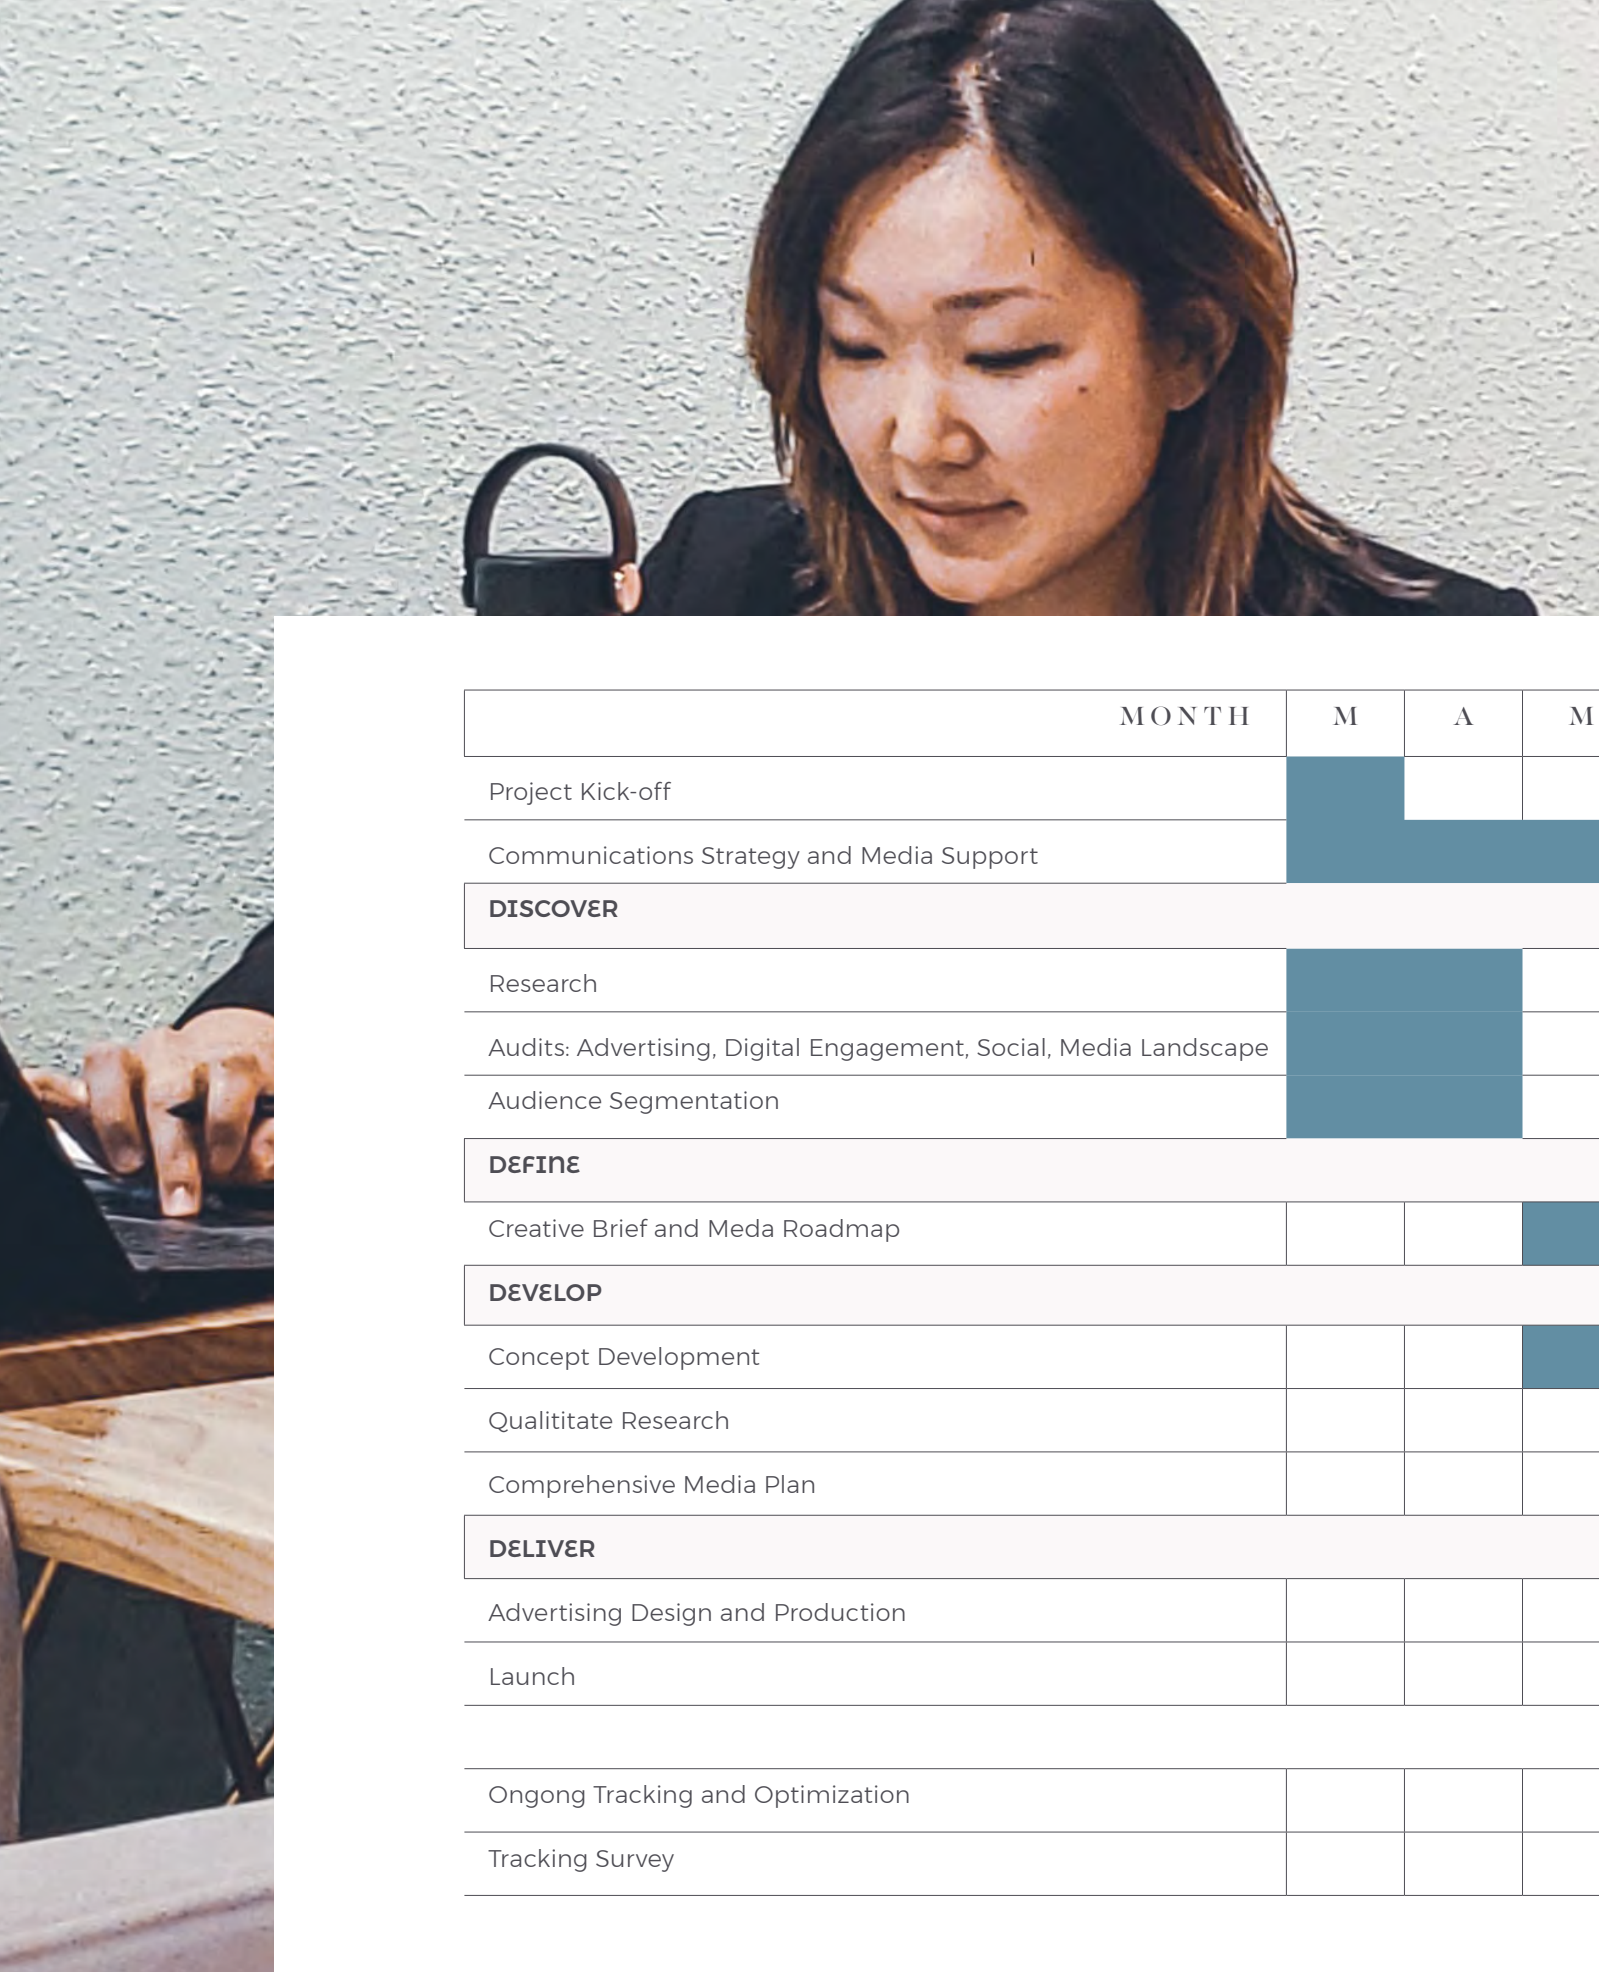 MONTH M A M
Project Kick-off
Communications Strategy and Media Support
DISCOVER
Research
Audits: Advertising, Digital Engagement, Social, Media Landscape
Audience Segmentation
DEFINE
Creative Brief and Meda Roadmap
DEVELOP
Concept Development
Qualititate Research
Comprehensive Media Plan
DELIVER
Advertising Design and Production
Launch
Ongong Tracking and Optimization
Tracking Survey